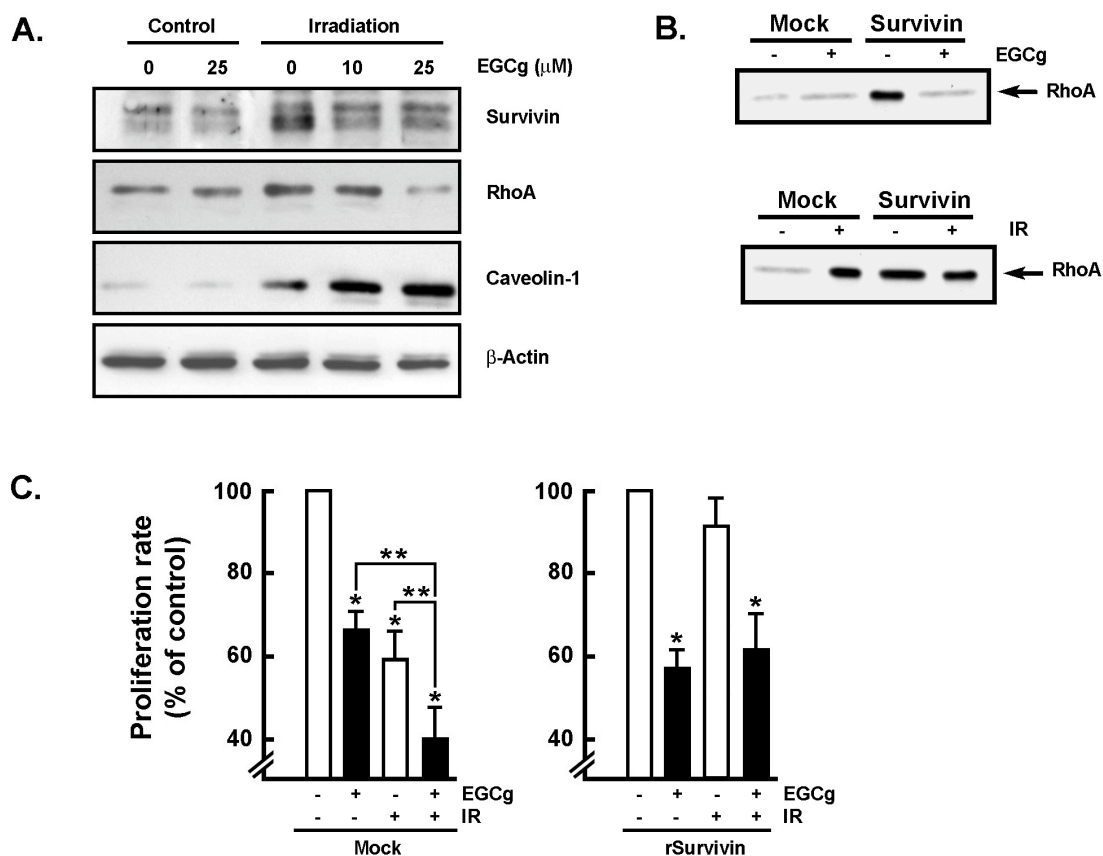 A.
Control Irradiation
0 25 0 10 25 EGCg (μM)
Survivin
RhoA
Caveolin-1
β-Actin
B.
Mock Survivin
- + - + EGCg
RhoA
Mock Survivin
- + - + IR
RhoA
C.
Proliferation rate
(% of control)
100
80
60
40
*
*
*
**
**
- + - + EGCg
- - + + IR
Mock
100
80
60
40
*
*
- + - + EGCg
- - + + IR
rSurvivin